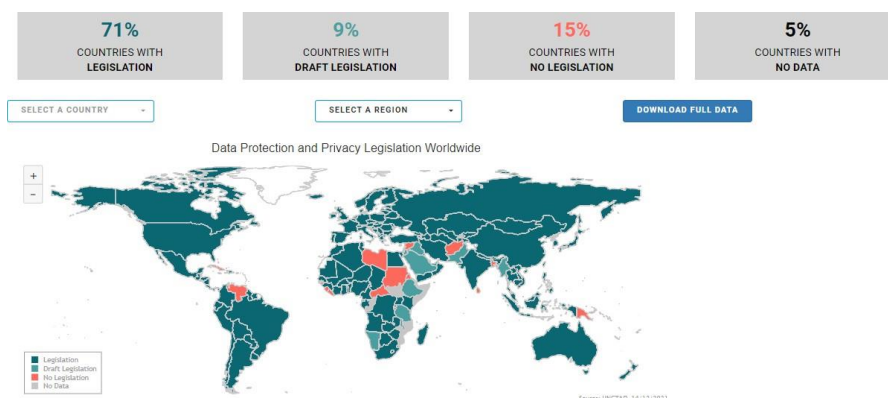 71%
COUNTRIES WITH
LEGISLATION
9%
COUNTRIES WITH
DRAFT LEGISLATION
15%
COUNTRIES WITH
NO LEGISLATION
5%
COUNTRIES WITH
NO DATA
SELECT A COUNTRY
SELECT A REGION
DOWNLOAD FULL DATA
Data Protection and Privacy Legislation Worldwide
+
−
Legislation
Draft Legislation
No Legislation
No Data